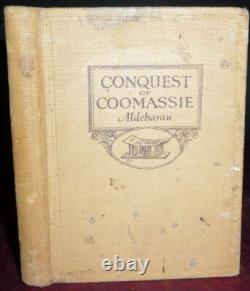 CONQUEST
OF
COOMASSIE
Aldebaran